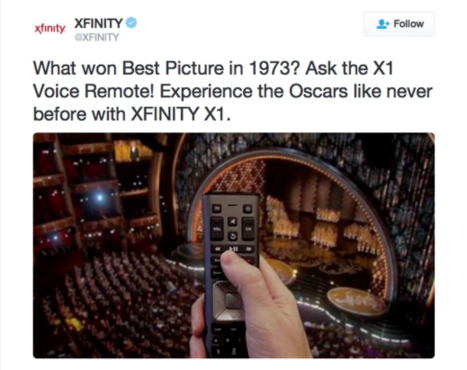 xfinity
XFINITY
@XFINITY
Follow
What won Best Picture in 1973? Ask the X1
Voice Remote! Experience the Oscars like never
before with XFINITY X1.